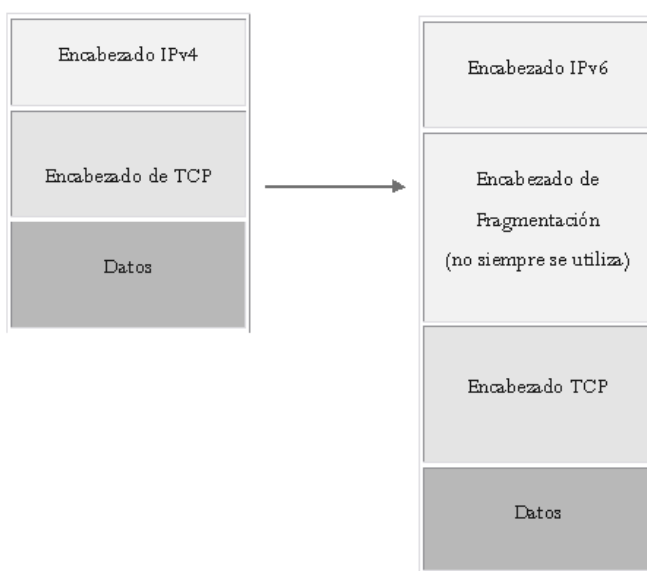 Encabezado IPv4
Encabezado de TCP
Datos
Encabezado IPv6
Encabezado de
Fragmentación
(no siempre se utiliza)
Encabezado TCP
Datos